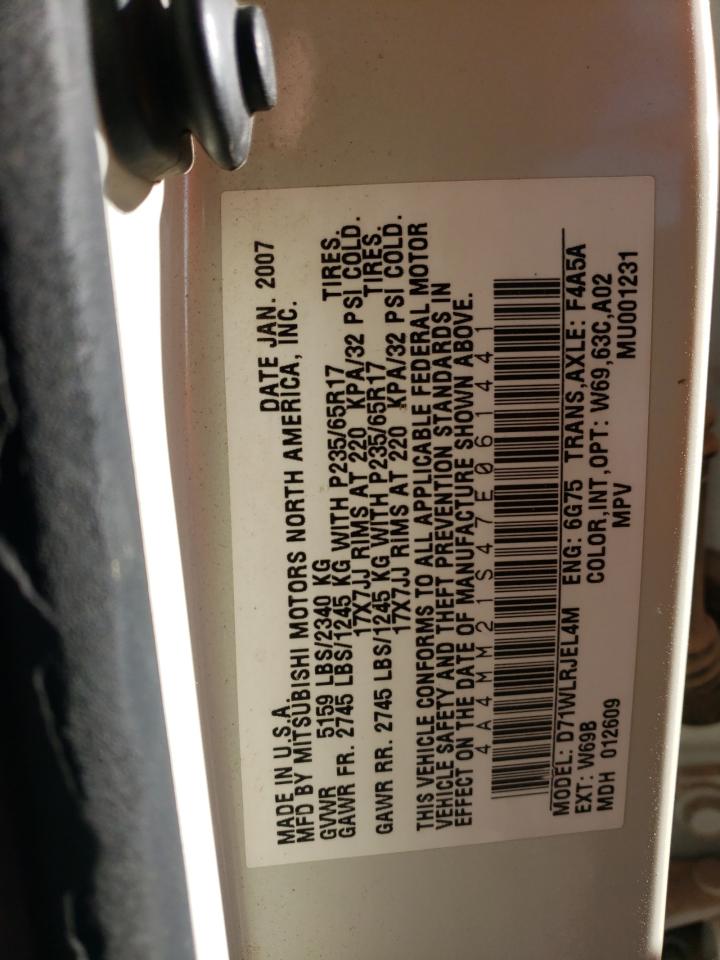 MADE IN U.S.A. DATE JAN. 2007
MFD BY MITSUBISHI MOTORS NORTH AMERICA, INC.
GVWR 5159 LBS/2340 KG
GAWR FR. 2745 LBS/1245 KG WITH P235/65R17 TIRES.
17X7JJ RIMS AT 220 KPA/32 PSI COLD.
GAWR RR. 2745 LBS/1245 KG WITH P235/65R17 TIRES.
17X7JJ RIMS AT 220 KPA/32 PSI COLD.
THIS VEHICLE CONFORMS TO ALL APPLICABLE FEDERAL MOTOR
VEHICLE SAFETY AND THEFT PREVENTION STANDARDS IN
EFFECT ON THE DATE OF MANUFACTURE SHOWN ABOVE.
4A4MM21S47E061441
MODEL: D71WLRJEL4M ENG: 6G75 TRANS,AXLE: F4A5A
EXT: W69B COLOR,INT,OPT: W69,63C,A02
MDH 012609 MPV MU001231